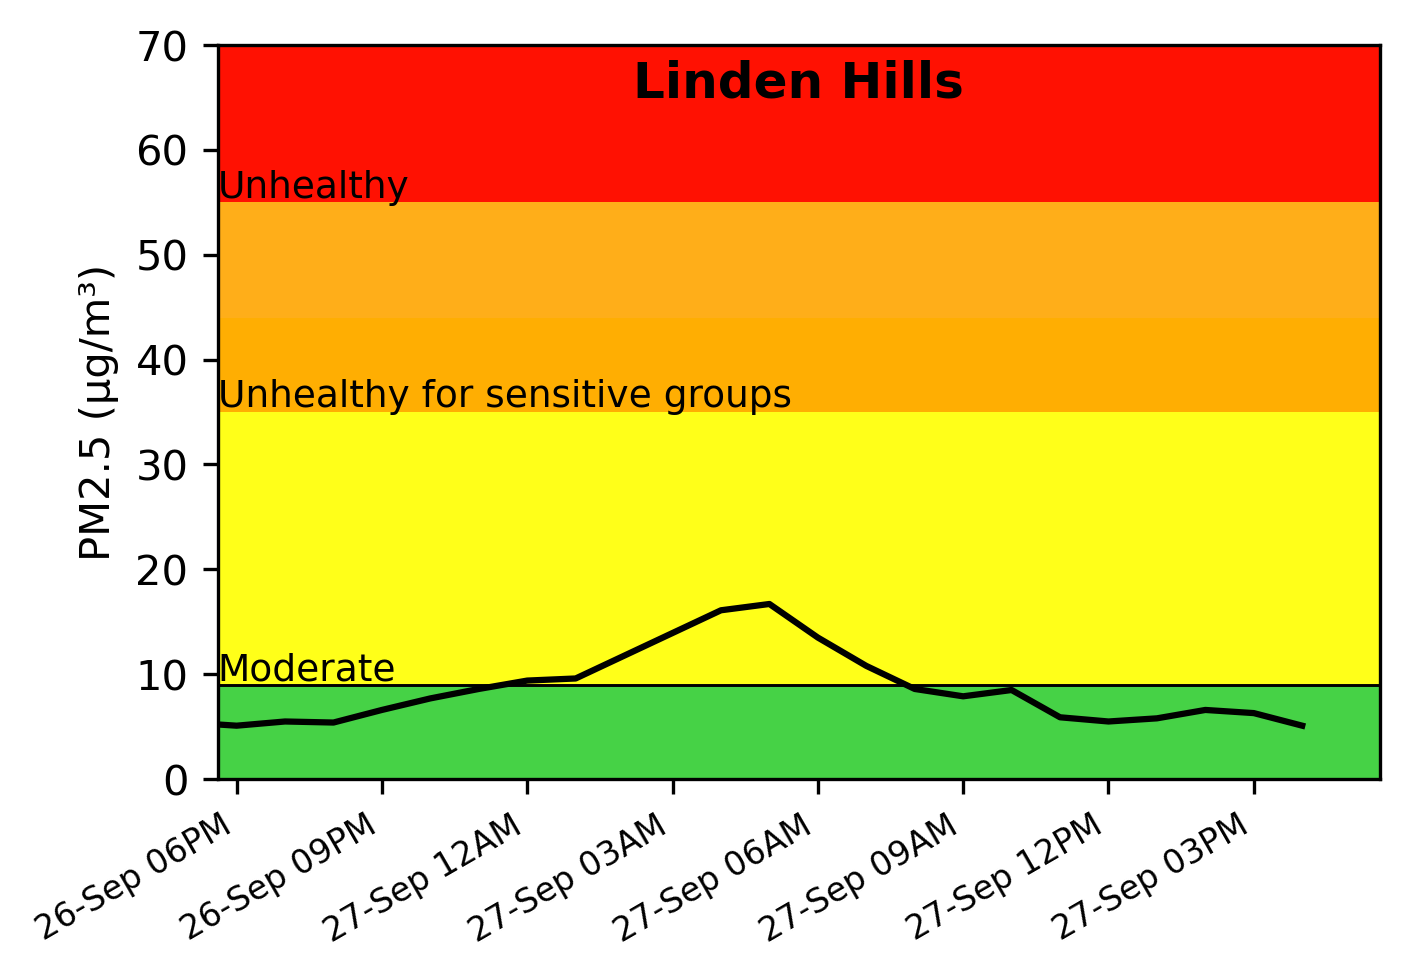 Linden Hills
PM2.5 (µg/m³)
70
60
50
40
30
20
10
0
Unhealthy
Unhealthy for sensitive groups
Moderate
26-Sep 06PM
26-Sep 09PM
27-Sep 12AM
27-Sep 03AM
27-Sep 06AM
27-Sep 09AM
27-Sep 12PM
27-Sep 03PM